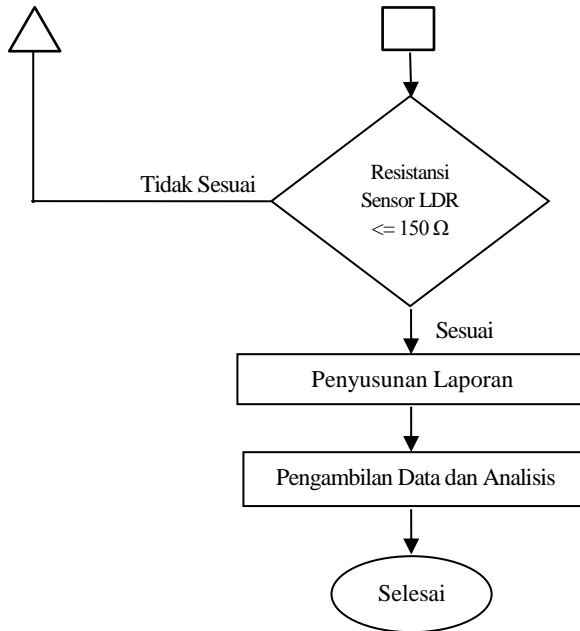 Resistansi
Sensor LDR
<= 150 Ω
Tidak Sesuai
Sesuai
Penyusunan Laporan
Pengambilan Data dan Analisis
Selesai